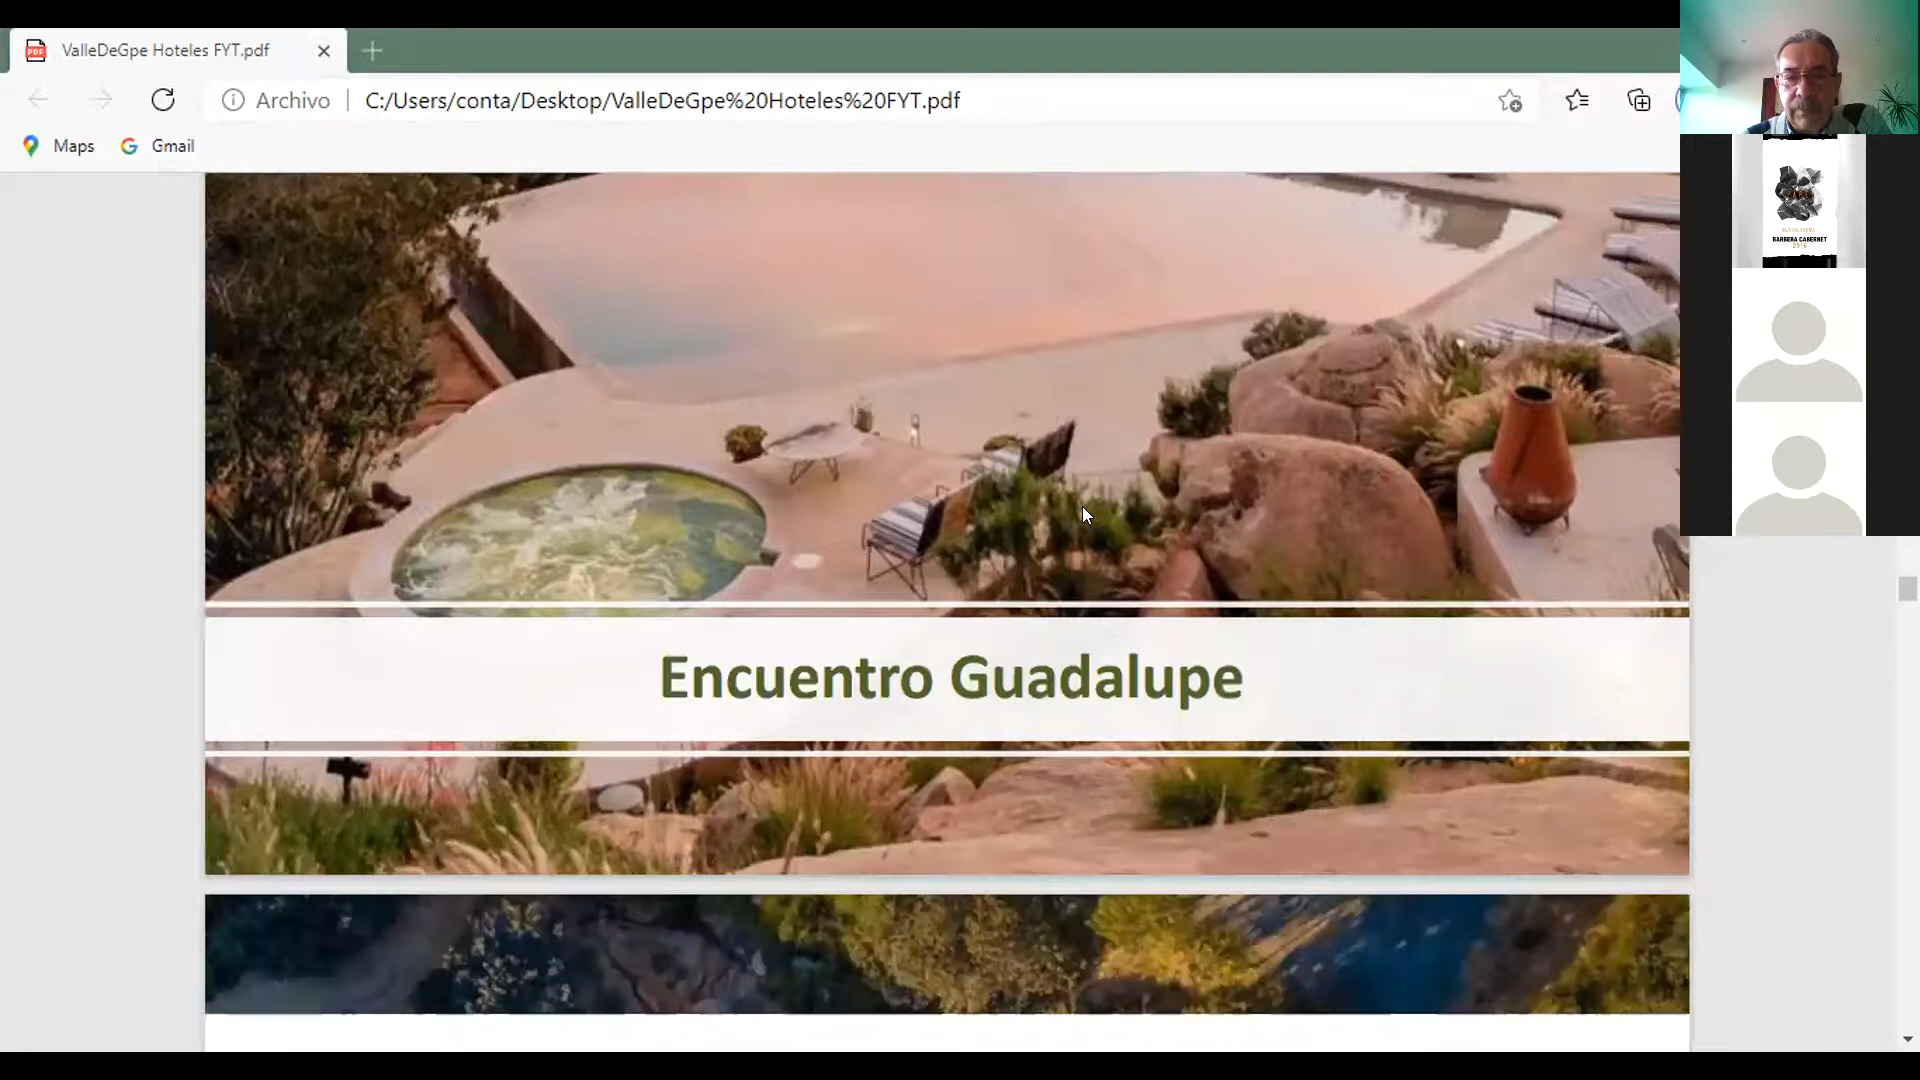 ValleDeGpe Hoteles FYT.pdf
Archivo
C:/Users/conta/Desktop/ValleDeGpe%20Hoteles%20FYT.pdf
Maps
Gmail
BARBERA CABERNET
Encuentro Guadalupe